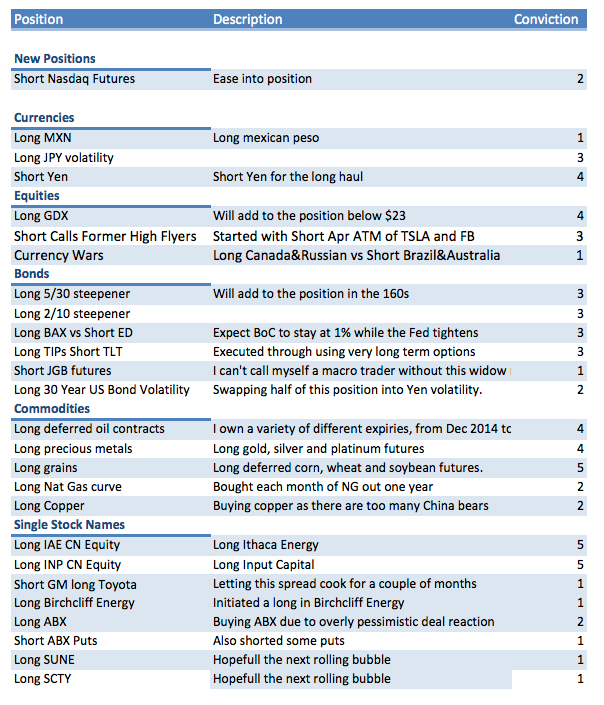 Position Description Conviction
New Positions
Short Nasdaq Futures Ease into position 2
Currencies
Long MXN Long mexican peso 1
Long JPY volatility 3
Short Yen Short Yen for the long haul 4
Equities
Long GDX Will add to the position below $23 4
Short Calls Former High Flyers Started with Short Apr ATM of TSLA and FB 3
Currency Wars Long Canada&Russian vs Short Brazil&Australia 1
Bonds
Long 5/30 steepener Will add to the position in the 160s 3
Long 2/10 steepener 3
Long BAX vs Short ED Expect BoC to stay at 1% while the Fed tightens 3
Long TIPs Short TLT Executed through using very long term options 3
Short JGB futures I can't call myself a macro trader without this widow 1
Long 30 Year US Bond Volatility Swapping half of this position into Yen volatility. 2
Commodities
Long deferred oil contracts I own a variety of different expiries, from Dec 2014 to 4
Long precious metals Long gold, silver and platinum futures 4
Long grains Long deferred corn, wheat and soybean futures. 5
Long Nat Gas curve Bought each month of NG out one year 2
Long Copper Buying copper as there are too many China bears 2
Single Stock Names
Long IAE CN Equity Long Ithaca Energy 5
Long INP CN Equity Long Input Capital 5
Short GM long Toyota Letting this spread cook for a couple of months 1
Long Birchcliff Energy Initiated a long in Birchcliff Energy 1
Long ABX Buying ABX due to overly pessimistic deal reaction 2
Short ABX Puts Also shorted some puts 1
Long SUNE Hopefull the next rolling bubble 1
Long SCTY Hopefull the next rolling bubble 1